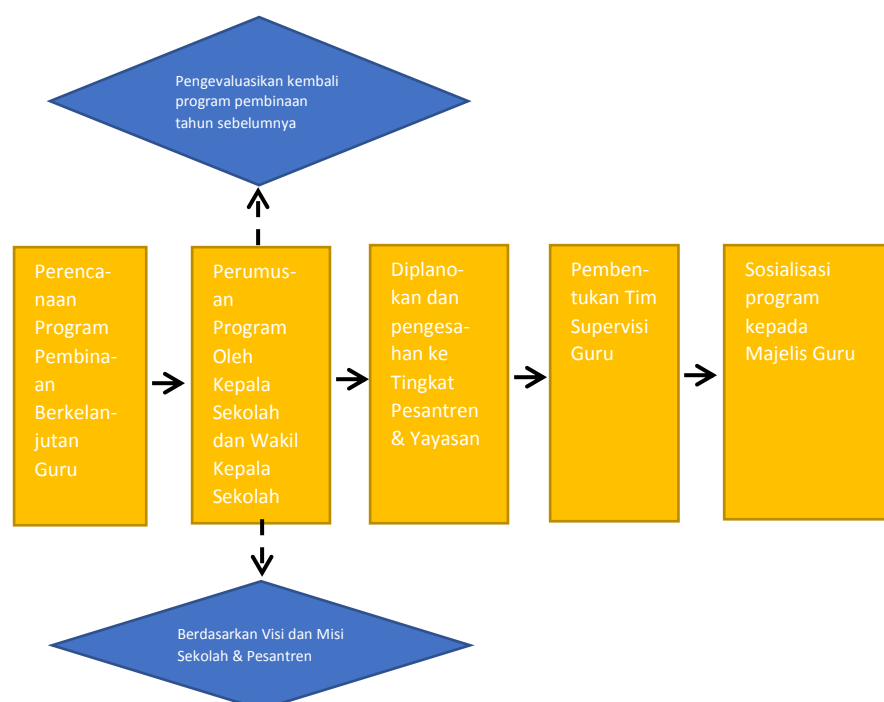 Pengevaluasikan kembali
program pembinaan
tahun sebelumnya
Perenca-
naan
Program
Pembina-
an
Berkelan-
jutan
Guru
Perumus-
an
Program
Oleh
Kepala
Sekolah
dan Wakil
Kepala
Sekolah
Diplano-
kan dan
pengesa-
han ke
Tingkat
Pesantren
& Yayasan
Pemben-
tukan Tim
Supervisi
Guru
Sosialisasi
program
kepada
Majelis Guru
Berdasarkan Visi dan Misi
Sekolah & Pesantren